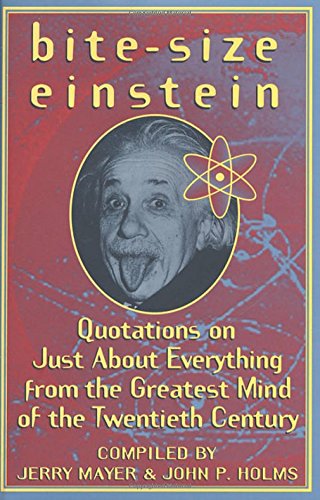 bite-size
einstein
Quotations on
Just About Everything
from the Greatest Mind
of the Twentieth Century
COMPILED BY
JERRY MAYER & JOHN P. HOLMS